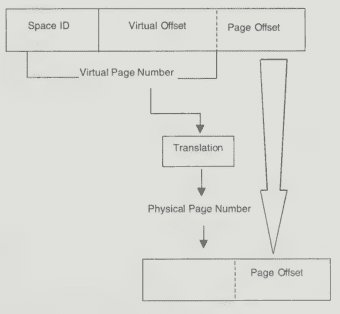 Space ID Virtual Offset Page Offset
Virtual Page Number
Translation
Physical Page Number
Page Offset